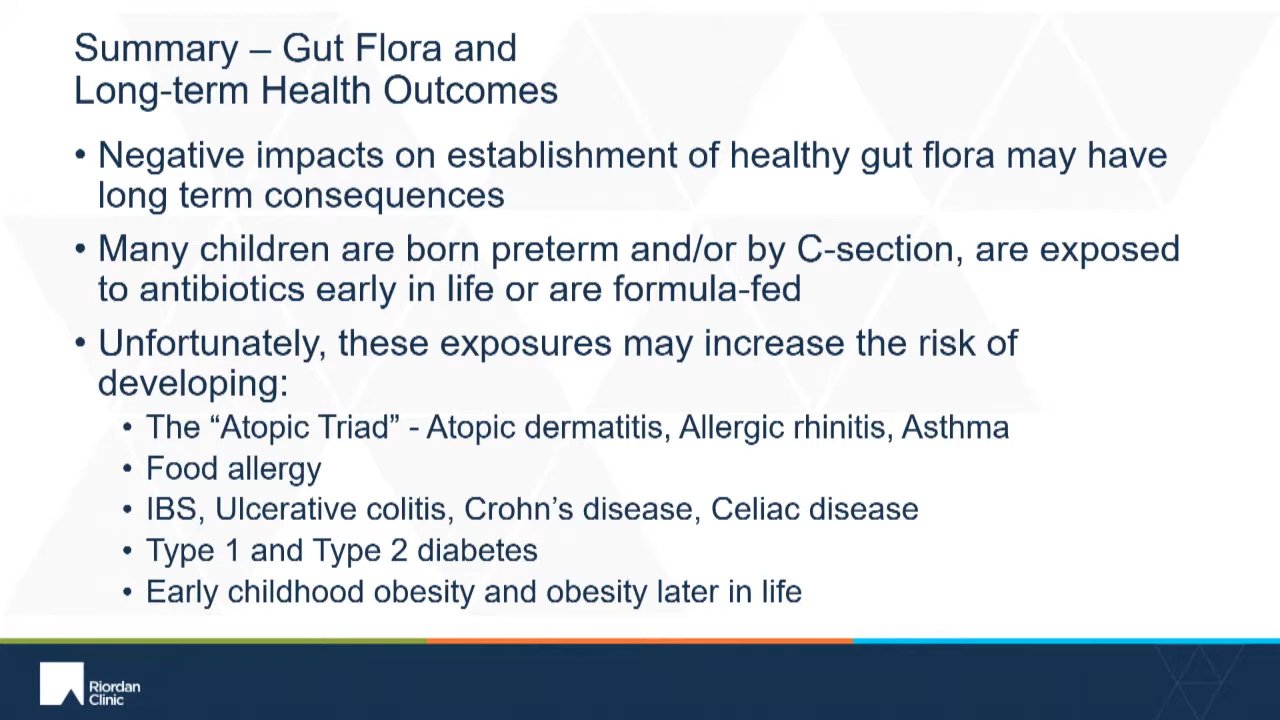 Summary – Gut Flora and
Long-term Health Outcomes
• Negative impacts on establishment of healthy gut flora may have
long term consequences
• Many children are born preterm and/or by C-section, are exposed
to antibiotics early in life or are formula-fed
• Unfortunately, these exposures may increase the risk of
developing:
• The “Atopic Triad” - Atopic dermatitis, Allergic rhinitis, Asthma
• Food allergy
• IBS, Ulcerative colitis, Crohn’s disease, Celiac disease
• Type 1 and Type 2 diabetes
• Early childhood obesity and obesity later in life
Riordan
Clinic